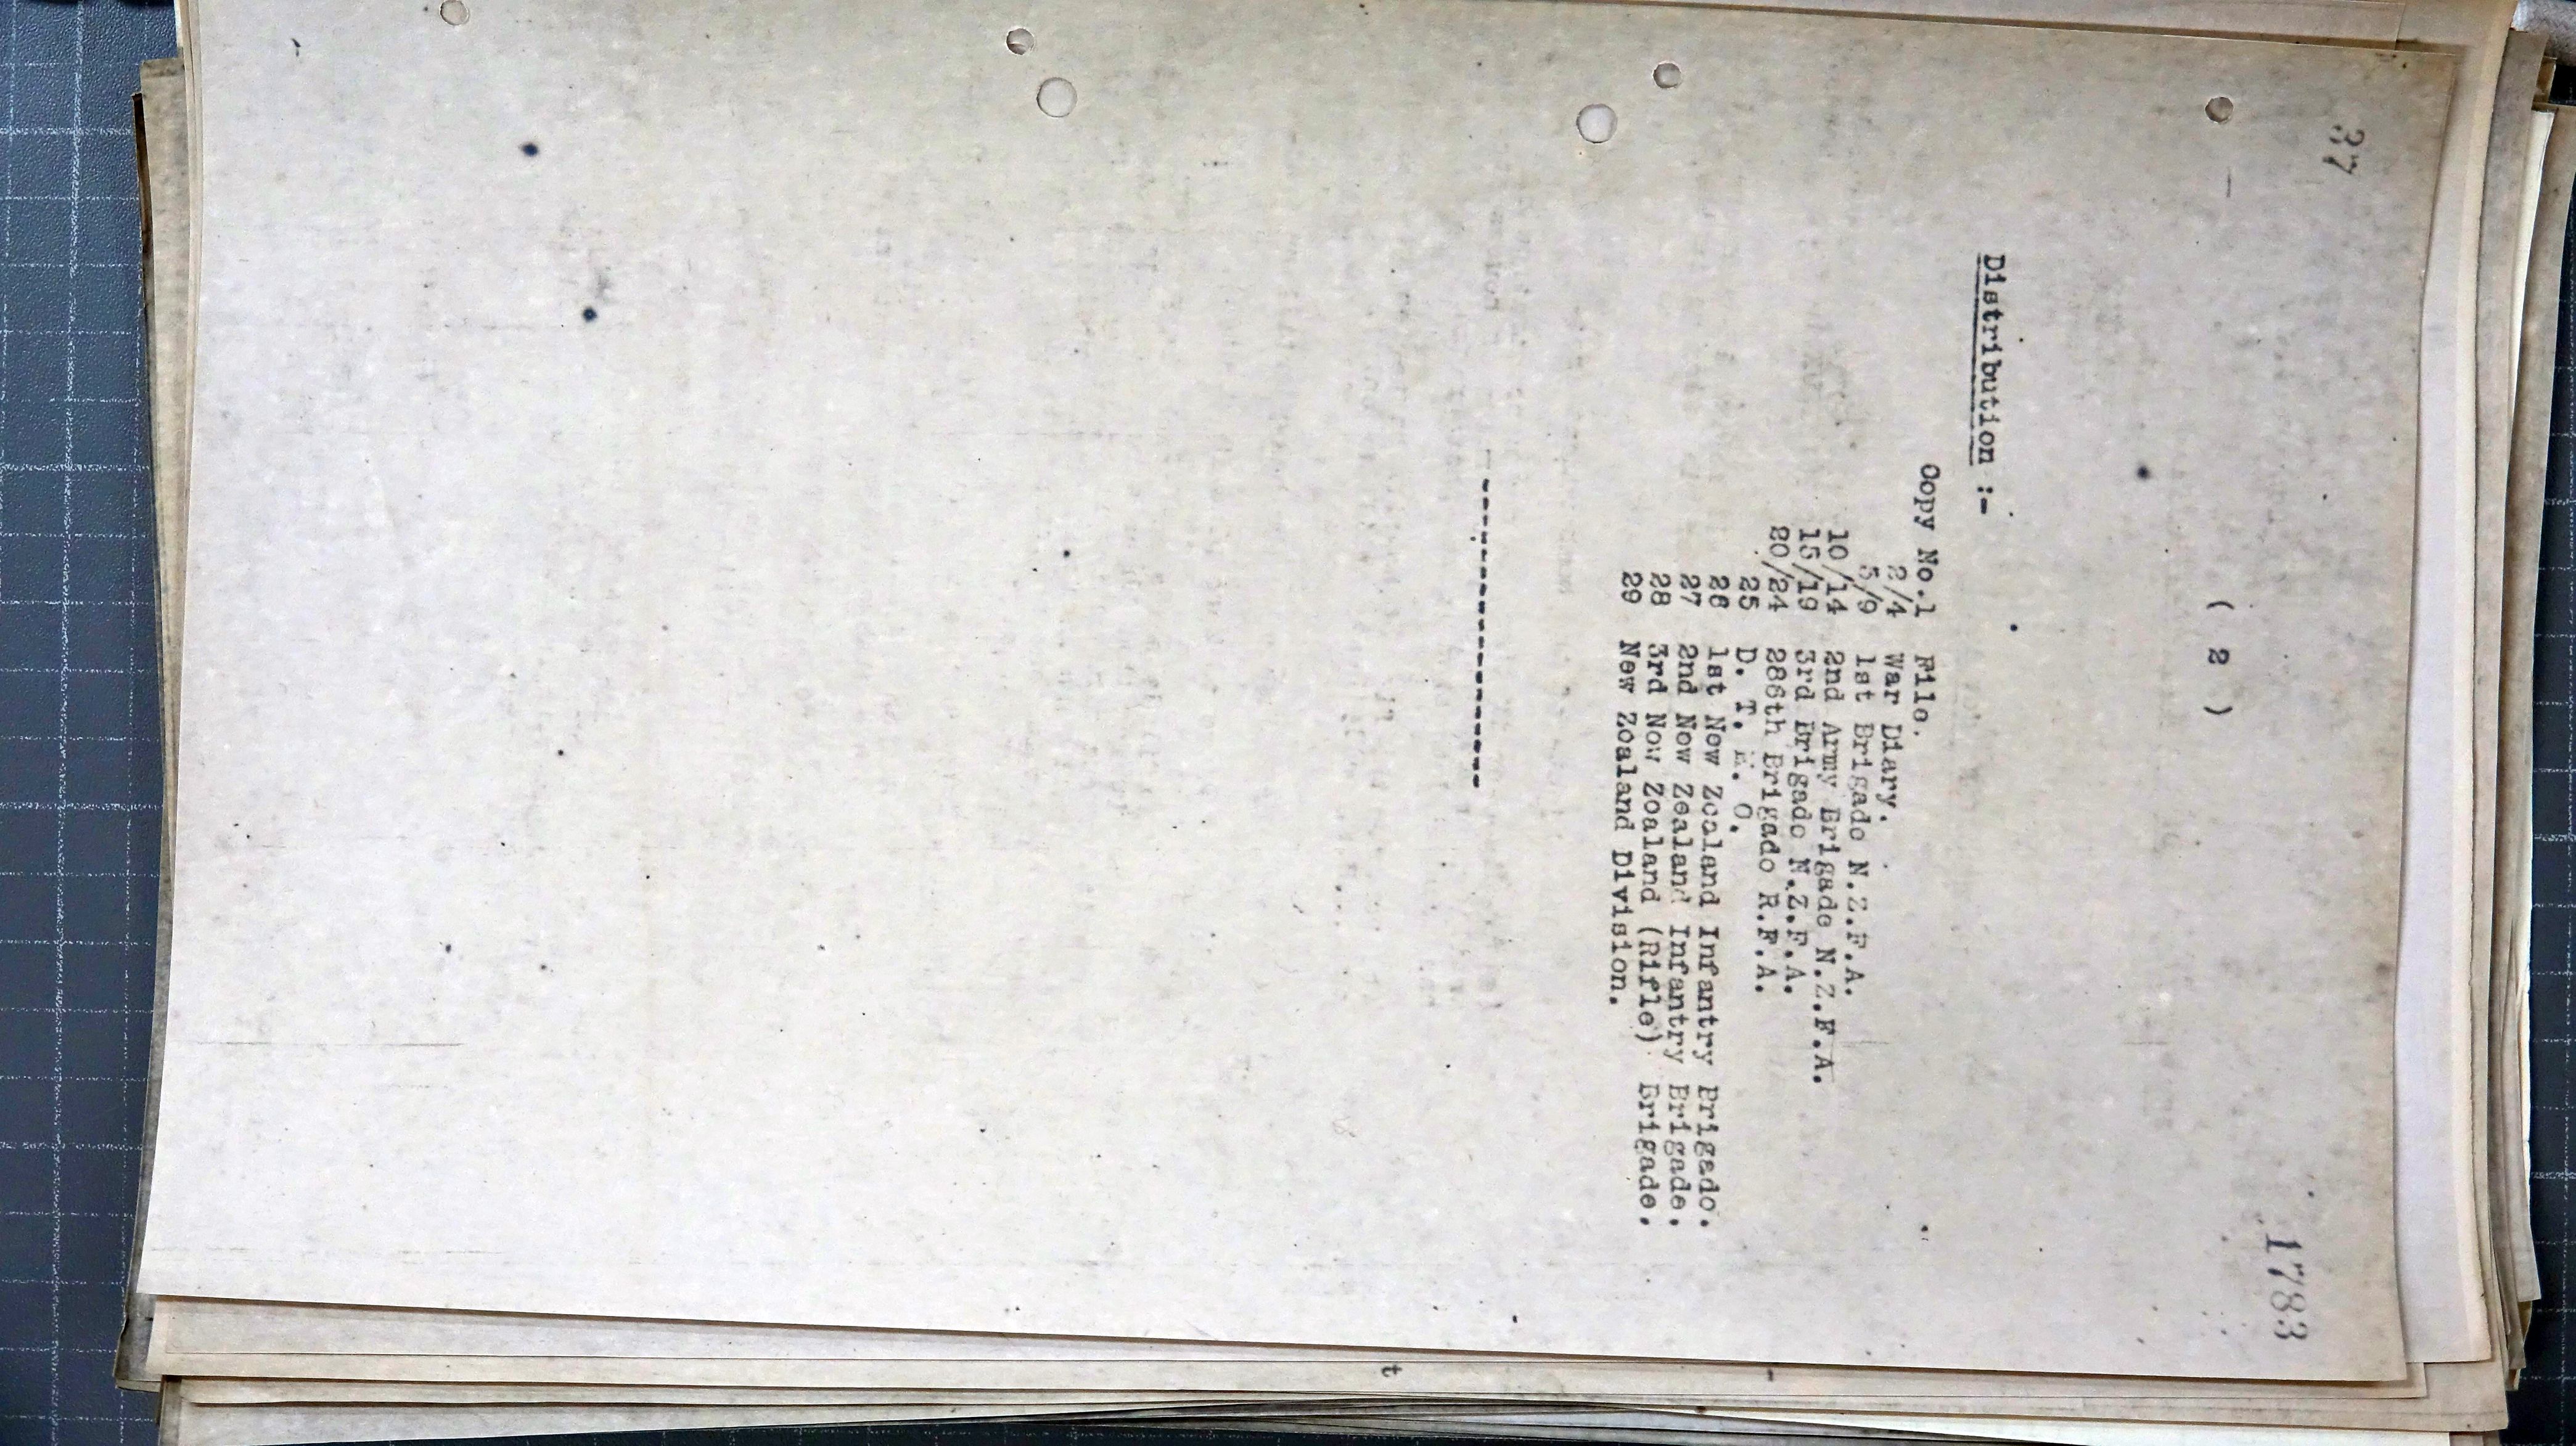 37
1783
( 2 )
Distribution :-
Copy No.1 File.
2/4 War Diary.
5/9 1st Brigade N.Z.F.A.
10/14 2nd Army Brigade N.Z.F.A.
15/19 3rd Brigade N.Z.F.A.
20/24 286th Brigade R.F.A.
25 D. T. M. O.
26 1st New Zealand Infantry Brigade.
27 2nd New Zealand Infantry Brigade.
28 3rd New Zealand (Rifle) Brigade.
29 New Zealand Division.
--------------------
t